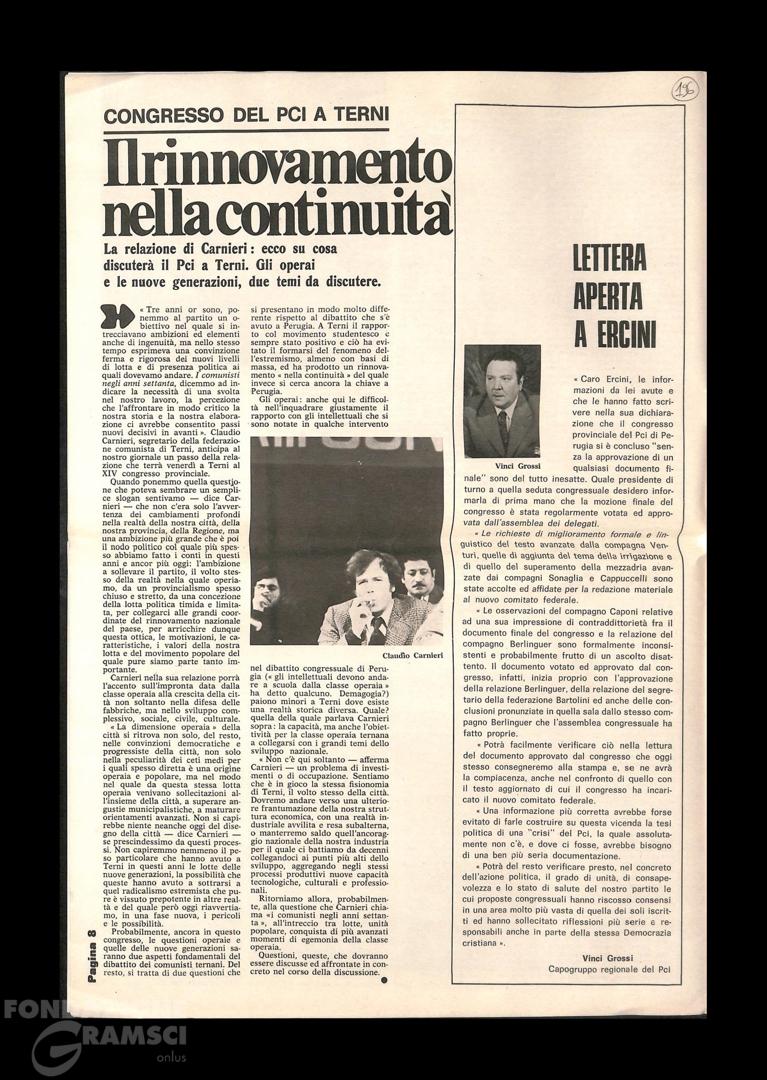 196
CONGRESSO DEL PCI A TERNI
Il rinnovamento
nella continuità
La relazione di Carnieri: ecco su cosa
discuterà il Pci a Terni. Gli operai
e le nuove generazioni, due temi da discutere.
« Tre anni or sono, po-
nemmo al partito un o-
biettivo nel quale si in-
trecciavano ambizioni ed elementi
anche di ingenuità, ma nello stesso
tempo esprimeva una convinzione
ferma e rigorosa dei nuovi livelli
di lotta e di presenza politica ai
quali dovevamo andare. I comunisti
negli anni settanta, dicemmo ad in-
dicare la necessità di una svolta
nel nostro lavoro, la percezione
che l'affrontare in modo critico la
nostra storia e la nostra elabora-
zione ci avrebbe consentito passi
nuovi decisivi in avanti ». Claudio
Carnieri, segretario della federazio-
ne comunista di Terni, anticipa al
nostro giornale un passo della rela-
zione che terrà venerdì a Terni al
XIV congresso provinciale.
Quando ponemmo quella questio-
ne che poteva sembrare un sempli-
ce slogan sentivamo — dice Car-
nieri — che non c'era solo l'avver-
tenza dei cambiamenti profondi
nella realtà della nostra città, della
nostra provincia, della Regione, ma
una ambizione più grande che è poi
il nodo politico col quale più spes-
so abbiamo fatto i conti in questi
anni e ancor più oggi: l'ambizione
a sollevare il partito, il volto stes-
so della realtà nella quale operia-
mo, da un provincialismo spesso
chiuso e stretto, da una concezione
della lotta politica timida e limita-
ta, per collegarci alle grandi coor-
dinate del rinnovamento nazionale
del paese, per arricchire dunque
questa ottica, le motivazioni, le ca-
ratteristiche, i valori della nostra
lotta e del movimento popolare del
quale pure siamo parte tanto im-
portante.
Carnieri nella sua relazione porrà
l'accento sull'impronta data dalla
classe operaia alla crescita della cit-
tà non soltanto nella difesa delle
fabbriche, ma nello sviluppo com-
plessivo, sociale, civile, culturale.
« La dimensione operaia » della
città si ritrova non solo, del resto,
nelle convinzioni democratiche e
progressiste della città, non solo
nella peculiarità dei ceti medi per
i quali spesso diretta è una origine
operaia e popolare, ma nel modo
nel quale da questa stessa lotta
operaia venivano sollecitazioni al-
l'insieme della città, a superare an-
gustie municipalistiche, a maturare
orientamenti avanzati. Non si capi-
rebbe niente neanche oggi del dise-
gno della città — dice Carnieri —
se prescindessimo da questi proces-
si. Non capiremmo nemmeno il pe-
so particolare che hanno avuto a
Terni in questi anni le lotte delle
nuove generazioni, la possibilità che
queste hanno avuto a sottrarsi a
quel radicalismo estremista che pu-
re è vissuto prepotente in altre real-
tà e del quale però oggi riavvertia-
mo, in una fase nuova, i pericoli
e le possibilità.
Probabilmente, ancora in questo
congresso, le questioni operaie e
quelle delle nuove generazioni sa-
ranno due aspetti fondamentali del
dibattito dei comunisti ternani. Del
resto, si tratta di due questioni che
si presentano in modo molto diffe-
rente rispetto al dibattito che s'è
avuto a Perugia. A Terni il rappor-
to col movimento studentesco è
sempre stato positivo e ciò ha evi-
tato il formarsi del fenomeno del-
l'estremismo, almeno con basi di
massa, ed ha prodotto un rinnova-
mento « nella continuità » del quale
invece si cerca ancora la chiave a
Perugia.
Gli operai: anche qui le difficol-
tà nell'inquadrare giustamente il
rapporto con gli intellettuali che si
sono notate in qualche intervento
Claudio Carnieri
nel dibattito congressuale di Peru-
gia (« gli intellettuali devono anda-
re a scuola dalla classe operaia »
ha detto qualcuno. Demagogia?)
paiono minori a Terni dove esiste
una realtà storica diversa. Quale?
quella della quale parlava Carnieri
sopra: la capacità, ma anche l'obiet-
tività per la classe operaia ternana
a collegarsi con i grandi temi dello
sviluppo nazionale.
« Non c'è qui soltanto — afferma
Carnieri — un problema di investi-
menti o di occupazione. Sentiamo
che è in gioco la stessa fisionomia
di Terni, il volto stesso della città.
Dovremo andare verso una ulterio-
re frantumazione della nostra strut-
tura economica, con una realtà in-
dustriale avvilita e resa subalterna,
o manterremo saldo quell'ancorag-
gio nazionale della nostra industria
per il quale ci battiamo da decenni
collegandoci ai punti più alti dello
sviluppo, aggregando negli stessi
processi produttivi nuove capacità
tecnologiche, culturali e professio-
nali.
Ritorniamo allora, probabilmen-
te, alla questione che Carnieri chia-
ma «i comunisti negli anni settan-
ta », all'intreccio tra lotte, unità
popolare, conquista di più avanzati
momenti di egemonia della classe
operaia.
Questioni, queste, che dovranno
essere discusse ed affrontate in con-
creto nel corso della discussione.
Pagina 8
LETTERA
APERTA
A ERCINI
Vinci Grossi
« Caro Ercini, le infor-
mazioni da lei avute e
che le hanno fatto scri-
vere nella sua dichiara-
zione che il congresso
provinciale del Pci di Pe-
rugia si è concluso "sen-
za la approvazione di un
qualsiasi documento fi-
nale" sono del tutto inesatte. Quale presidente di
turno a quella seduta congressuale desidero infor-
marla di prima mano che la mozione finale del
congresso è stata regolarmente votata ed appro-
vata dall'assemblea dei delegati.
« Le richieste di miglioramento formale e lin-
guistico del testo avanzate dalla compagna Ven-
turi, quelle di aggiunta del tema della irrigazione e
di quello del superamento della mezzadria avan-
zate dai compagni Sonaglia e Cappuccelli sono
state accolte ed affidate per la redazione materiale
al nuovo comitato federale.
« Le osservazioni del compagno Caponi relative
ad una sua impressione di contraddittorietà fra il
documento finale del congresso e la relazione del
compagno Berlinguer sono formalmente inconsi-
stenti e probabilmente frutto di un ascolto disat-
tento. Il documento votato ed approvato dal con-
gresso, infatti, inizia proprio con l'approvazione
della relazione Berlinguer, della relazione del segre-
tario della federazione Bartolini ed anche delle con-
clusioni pronunziate in quella sala dallo stesso com-
pagno Berlinguer che l'assemblea congressuale ha
fatto proprie.
« Potrà facilmente verificare ciò nella lettura
del documento approvato dal congresso che oggi
stesso consegneremo alla stampa e, se ne avrà
la compiacenza, anche nel confronto di quello con
il testo aggiornato di cui il congresso ha incari-
cato il nuovo comitato federale.
« Una informazione più corretta avrebbe forse
evitato di farle costruire su questa vicenda la tesi
politica di una "crisi" del Pci, la quale assoluta-
mente non c'è, e dove ci fosse, avrebbe bisogno
di una ben più seria documentazione.
« Potrà del resto verificare presto, nel concreto
dell'azione politica, il grado di unità, di consape-
volezza e lo stato di salute del nostro partito le
cui proposte congressuali hanno riscosso consensi
in una area molto più vasta di quella dei soli iscrit-
ti ed hanno sollecitato riflessioni più serie e re-
sponsabili anche in parte della stessa Democrazia
cristiana ».
Vinci Grossi
Capogruppo regionale del Pci
GRAMSCI
onlus